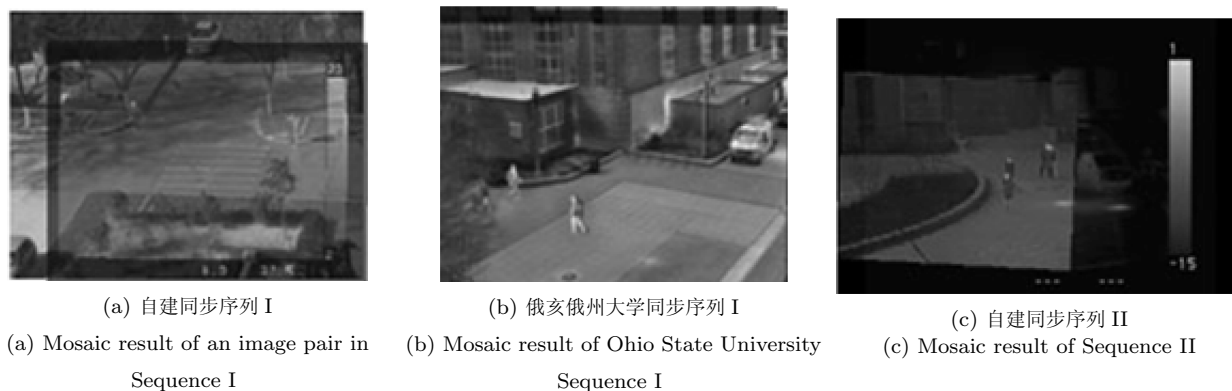 23
1
-15
--- ---
(a) 自建同步序列 I
(a) Mosaic result of an image pair in
Sequence I
(b) 俄亥俄州大学同步序列 I
(b) Mosaic result of Ohio State University
Sequence I
(c) 自建同步序列 II
(c) Mosaic result of Sequence II